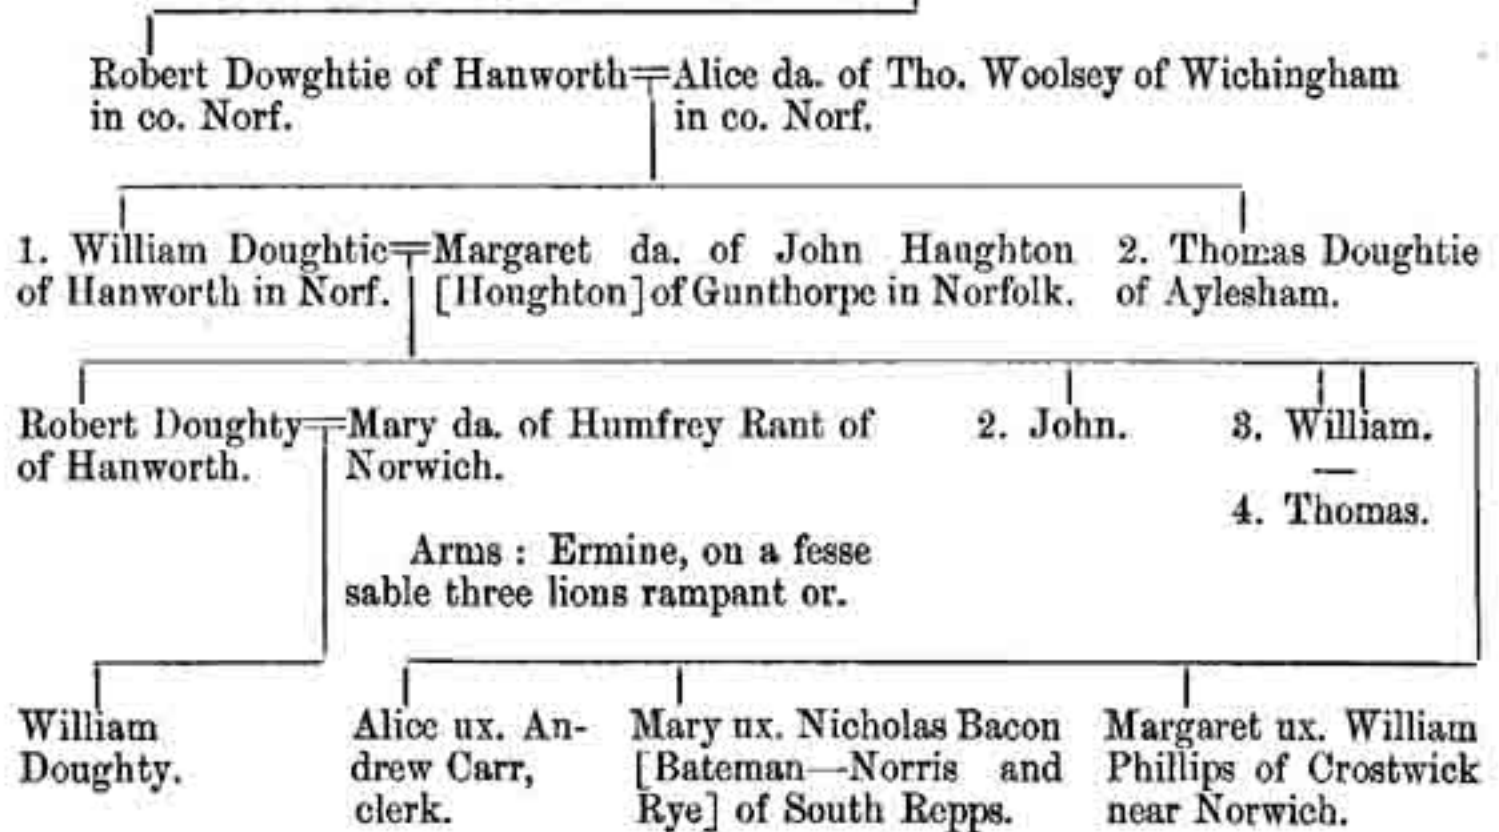 Robert Dowghtie of Hanworth=Alice da. of Tho. Woolsey of Wichingham
in co. Norf. in co. Norf.
1. William Doughtie=Margaret da. of John Haughton 2. Thomas Doughtie
of Hanworth in Norf. [Houghton] of Gunthorpe in Norfolk. of Aylesham.
Robert Doughty=Mary da. of Humfrey Rant of 2. John. 3. William.
of Hanworth. Norwich.
—
4. Thomas.
Arms : Ermine, on a fesse
sable three lions rampant or.
William Alice ux. An- Mary ux. Nicholas Bacon Margaret ux. William
Doughty. drew Carr, [Bateman—Norris and Phillips of Crostwick
clerk. Rye] of South Repps. near Norwich.